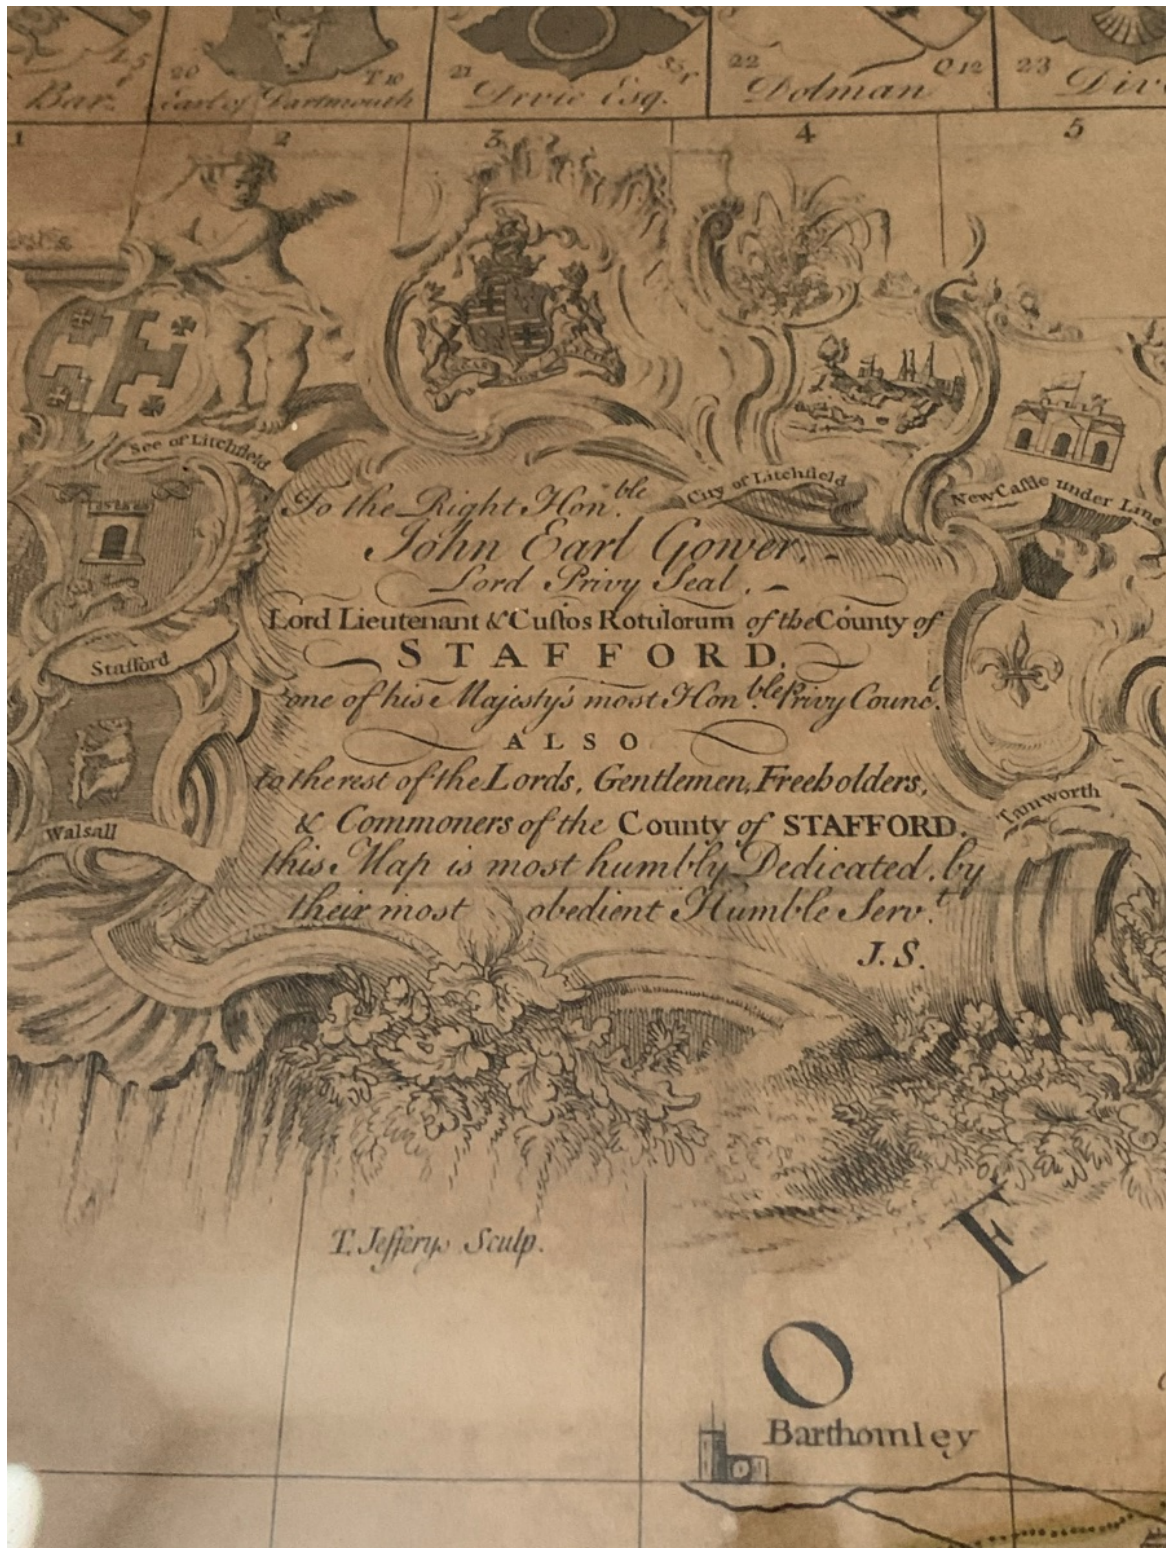 Bar.t
20 T 10
Earl of Dartmouth
21
Drvie Esq.
22 Q 12
Dolman
23
Div
1 2 3 4 5
See of Litchfield
City of Litchfield
NewCastle under Line
Stafford
Walsall
Tamworth
To the Right Hon.ble
John Earl Gower,
Lord Privy Seal,
Lord Lieutenant & Custos Rotulorum of the County of
STAFFORD,
one of his Majesty's most Hon.ble Privy Counc.l
ALSO
to the rest of the Lords, Gentlemen, Freeholders,
& Commoners of the County of STAFFORD,
this Map is most humbly Dedicated, by
their most obedient Humble Serv.t
J. S.
T. Jefferys Sculp.
F
O
Barthomley